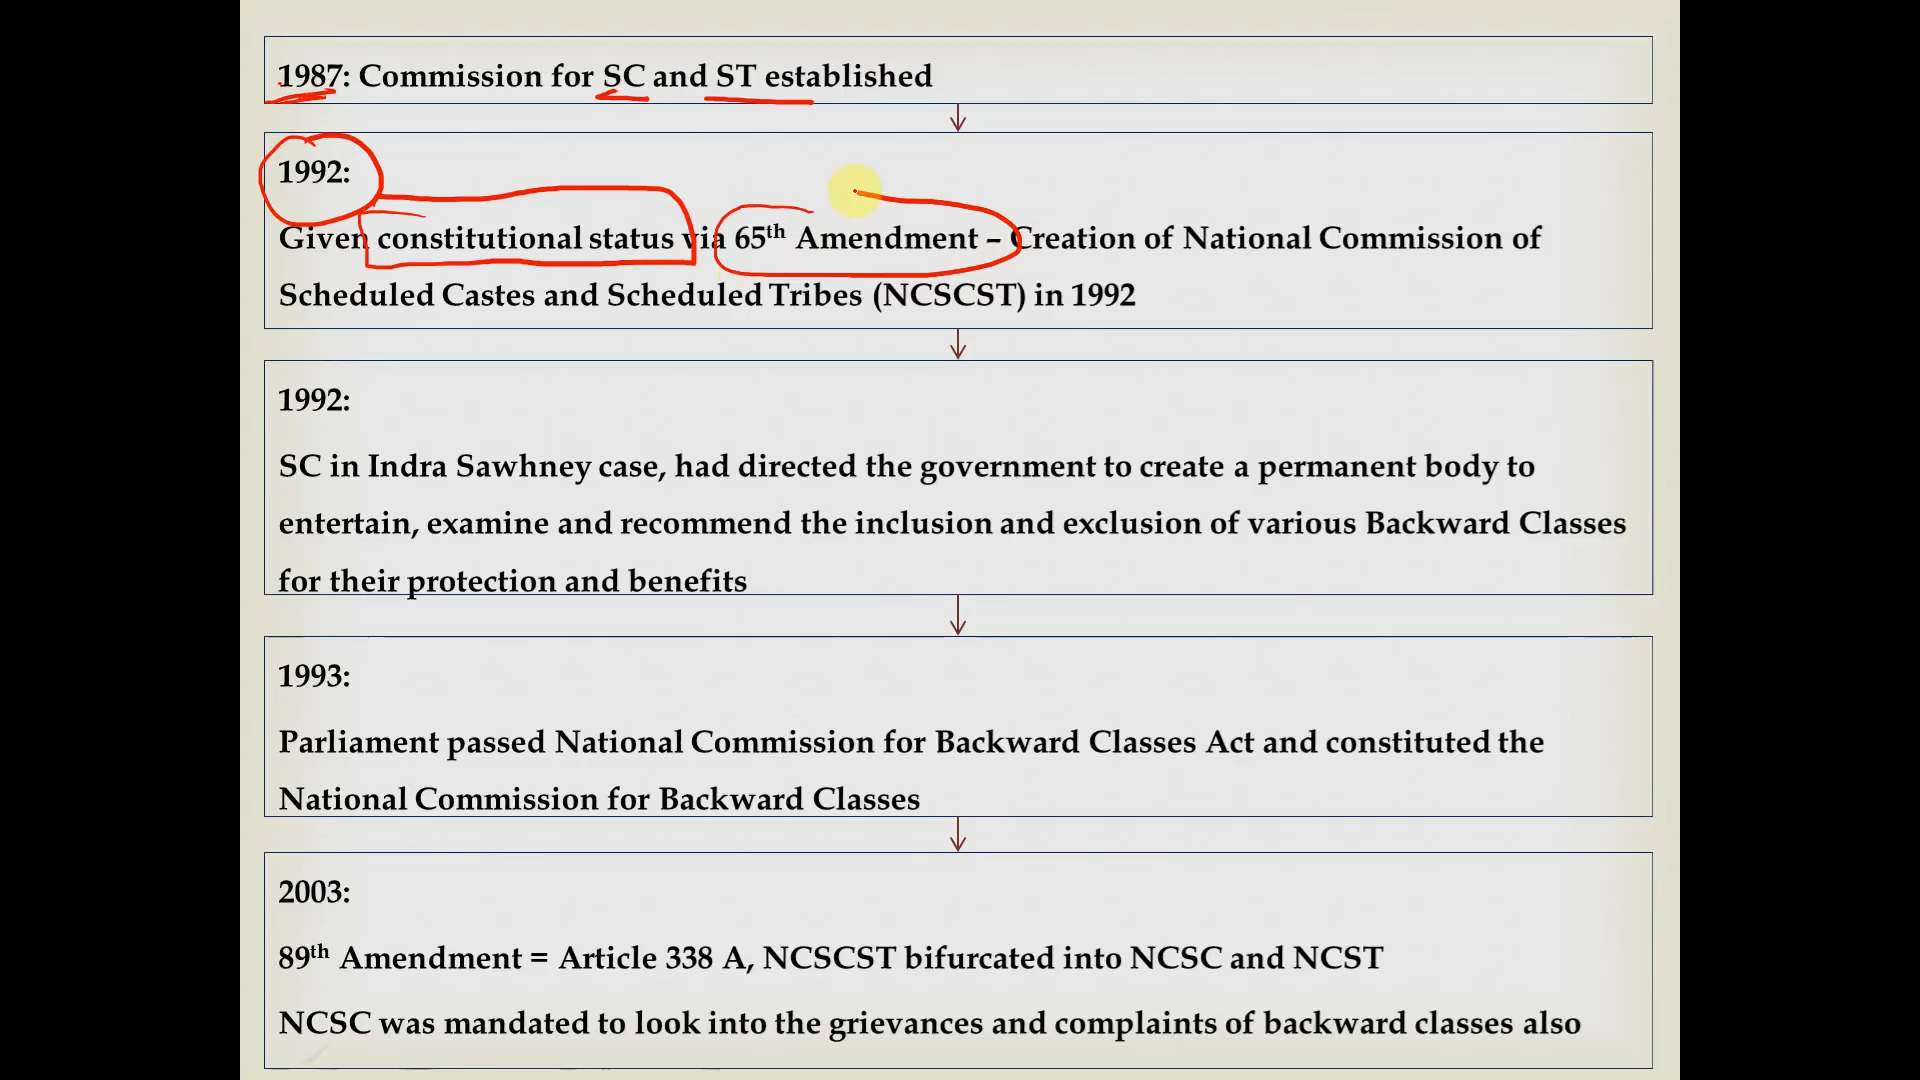 1987: Commission for SC and ST established
1992:
Given constitutional status via 65th Amendment – Creation of National Commission of
Scheduled Castes and Scheduled Tribes (NCSCST) in 1992
1992:
SC in Indra Sawhney case, had directed the government to create a permanent body to
entertain, examine and recommend the inclusion and exclusion of various Backward Classes
for their protection and benefits
1993:
Parliament passed National Commission for Backward Classes Act and constituted the
National Commission for Backward Classes
2003:
89th Amendment = Article 338 A, NCSCST bifurcated into NCSC and NCST
NCSC was mandated to look into the grievances and complaints of backward classes also